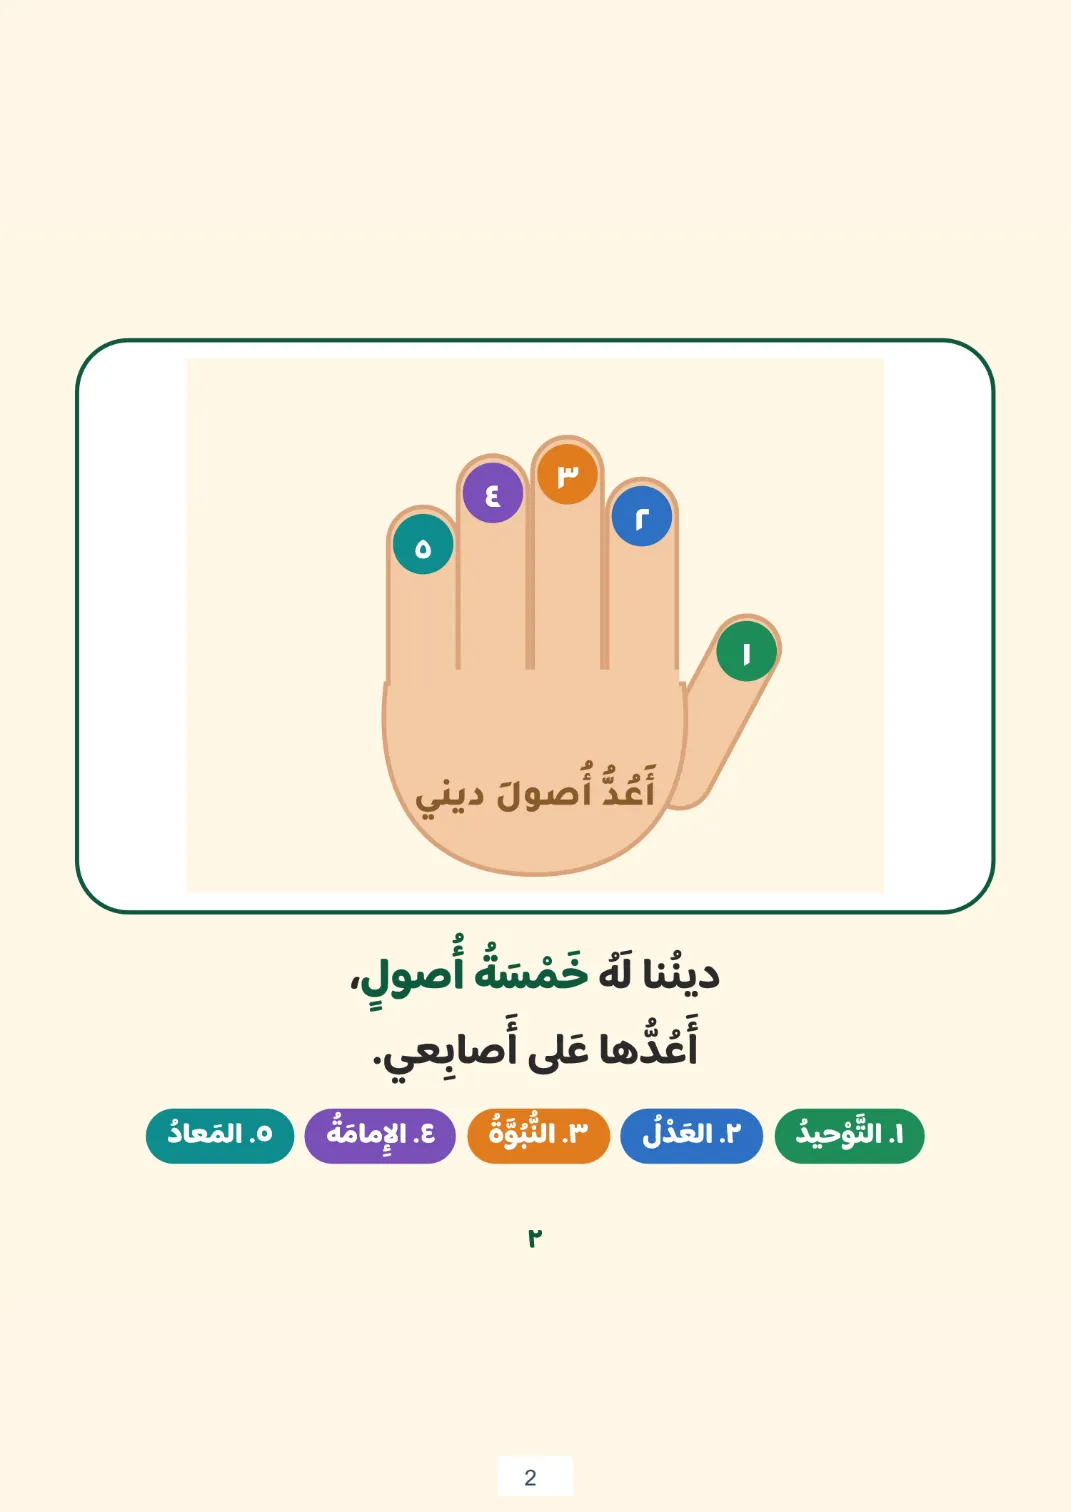 ٣
٤
٢
٥
١
أَعُدُّ أُصولَ ديني
دينُنا لَهُ خَمْسَةُ أُصولٍ،
أَعُدُّها عَلى أَصابِعي.
١. التَّوْحيدُ ٢. العَدْلُ ٣. النُّبُوَّةُ ٤. الإِمامَةُ ٥. المَعادُ
٢
2